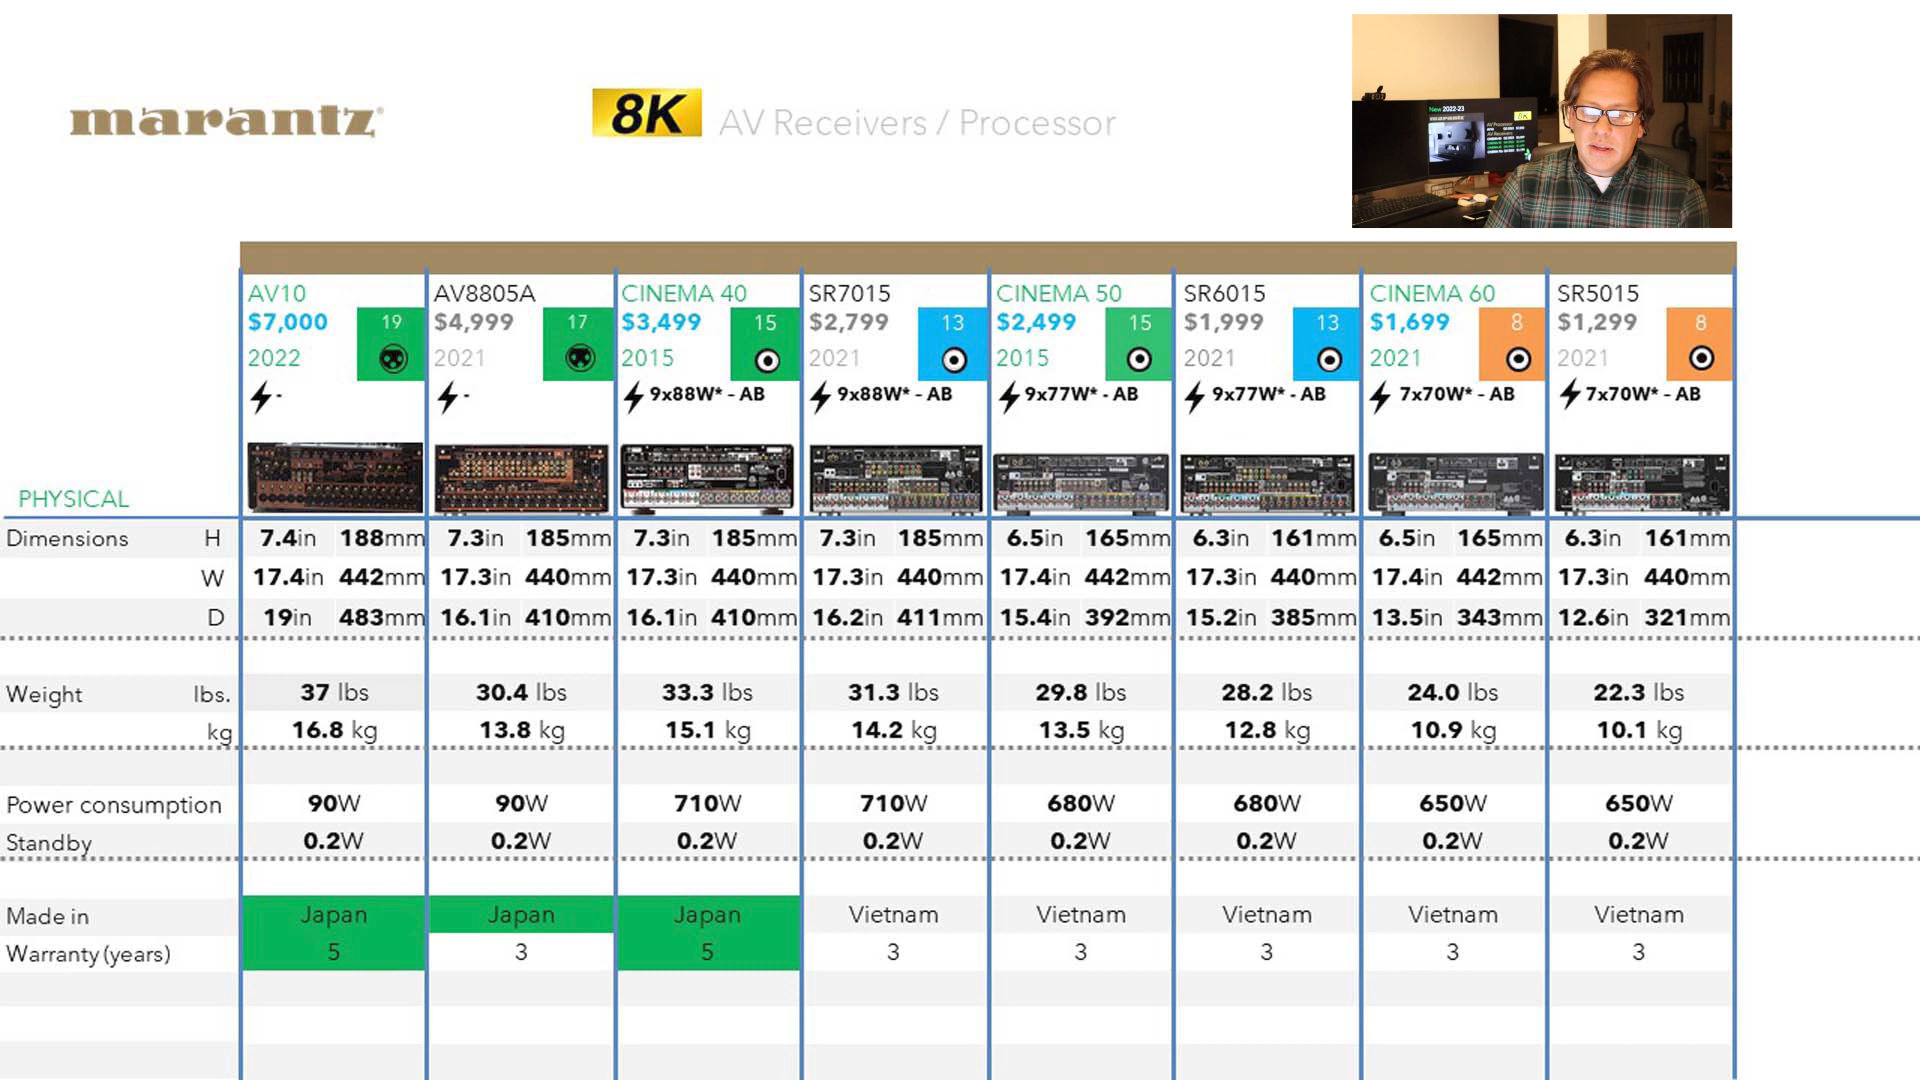 marantz
8K AV Receivers / Processor
New 2022-23
8K
AV10 AV8805A CINEMA 40 SR7015 CINEMA 50 SR6015 CINEMA 60 SR5015
$7,000 19 $4,999 17 $3,499 15 $2,799 13 $2,499 15 $1,999 13 $1,699 8 $1,299 8
2022 2021 2015 2021 2015 2021 2021 2021
- - 9x88W* - AB 9x88W* - AB 9x77W* - AB 9x77W* - AB 7x70W* - AB 7x70W* - AB
PHYSICAL
Dimensions H 7.4in 188mm 7.3in 185mm 7.3in 185mm 7.3in 185mm 6.5in 165mm 6.3in 161mm 6.5in 165mm 6.3in 161mm
W 17.4in 442mm 17.3in 440mm 17.3in 440mm 17.3in 440mm 17.4in 442mm 17.3in 440mm 17.4in 442mm 17.3in 440mm
D 19in 483mm 16.1in 410mm 16.1in 410mm 16.2in 411mm 15.4in 392mm 15.2in 385mm 13.5in 343mm 12.6in 321mm
Weight lbs. 37 lbs 30.4 lbs 33.3 lbs 31.3 lbs 29.8 lbs 28.2 lbs 24.0 lbs 22.3 lbs
kg 16.8 kg 13.8 kg 15.1 kg 14.2 kg 13.5 kg 12.8 kg 10.9 kg 10.1 kg
Power consumption 90W 90W 710W 710W 680W 680W 650W 650W
Standby 0.2W 0.2W 0.2W 0.2W 0.2W 0.2W 0.2W 0.2W
Made in Japan Japan Japan Vietnam Vietnam Vietnam Vietnam Vietnam
Warranty (years) 5 3 5 3 3 3 3 3